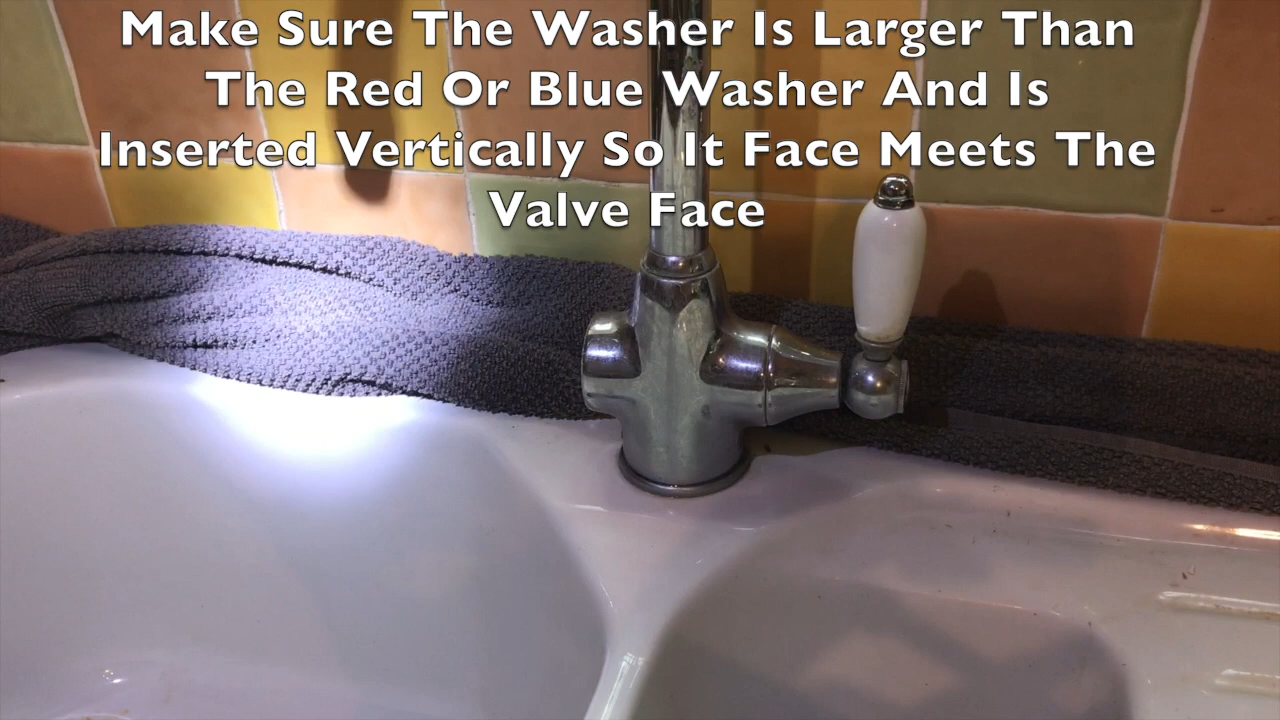 Make Sure The Washer Is Larger Than
The Red Or Blue Washer And Is
Inserted Vertically So It Face Meets The
Valve Face